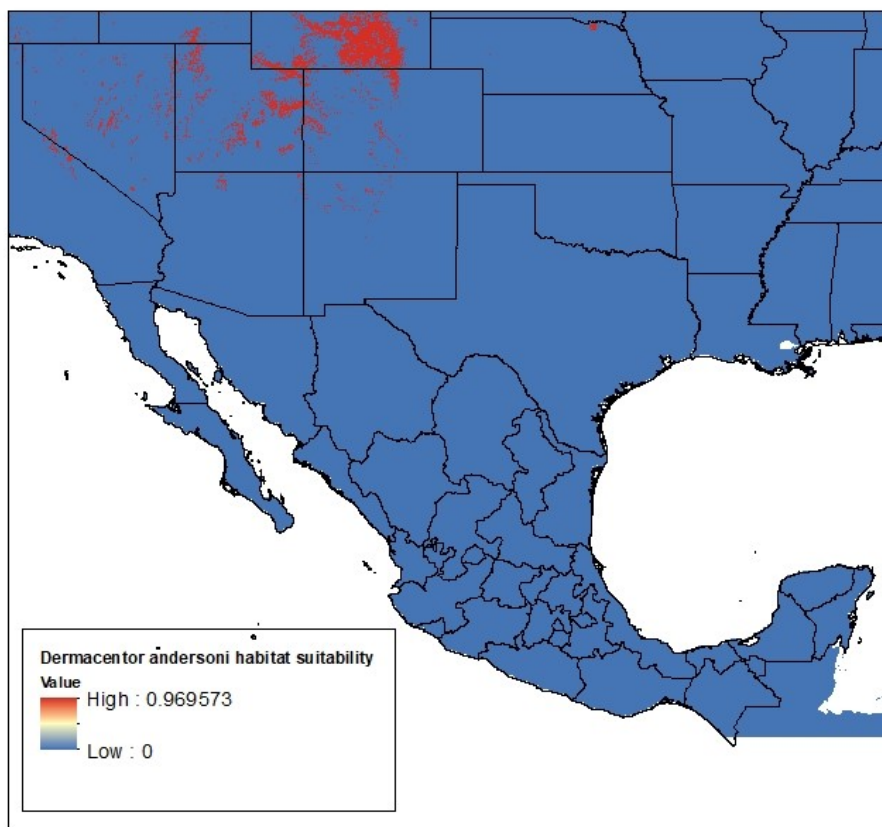 Dermacentor andersoni habitat suitability
Value
High : 0.969573
Low : 0